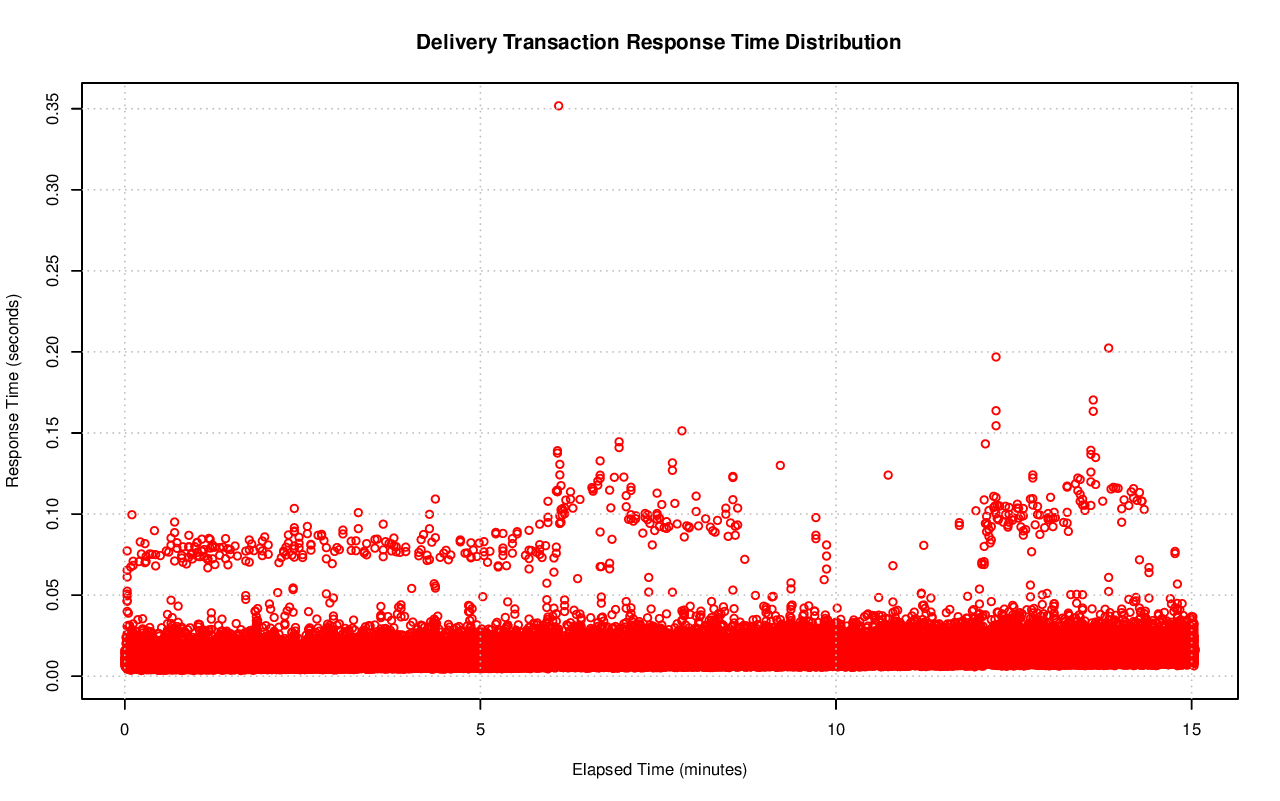 Delivery Transaction Response Time Distribution
Response Time (seconds)
0.35
0.30
0.25
0.20
0.15
0.10
0.05
0.00
0 5 10 15
Elapsed Time (minutes)